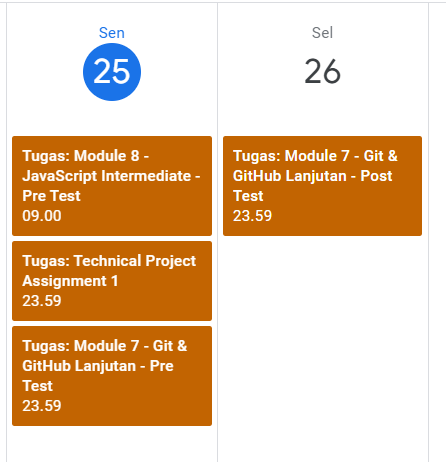 Sen
25
Tugas: Module 8 -
JavaScript Intermediate -
Pre Test
09.00
Tugas: Technical Project
Assignment 1
23.59
Tugas: Module 7 - Git &
GitHub Lanjutan - Pre
Test
23.59
Sel
26
Tugas: Module 7 - Git &
GitHub Lanjutan - Post
Test
23.59